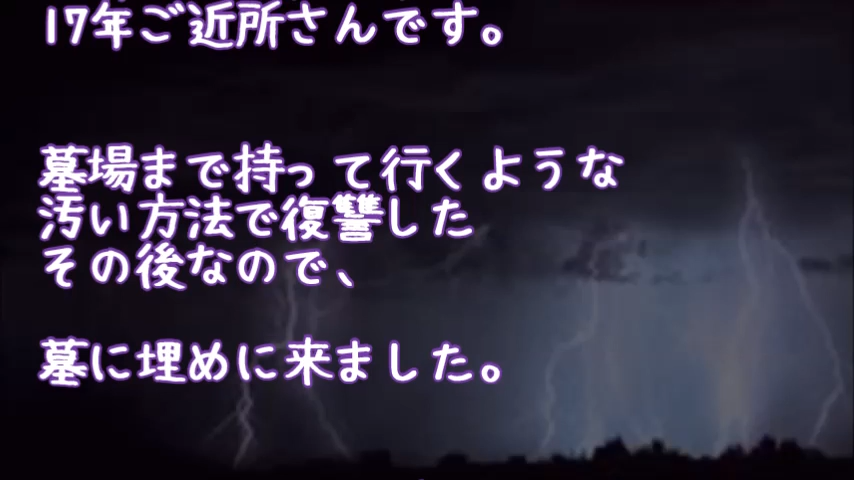 17年ご近所さんです。
墓場まで持って行くような
汚い方法で復讐した
その後なので、
墓に埋めに来ました。